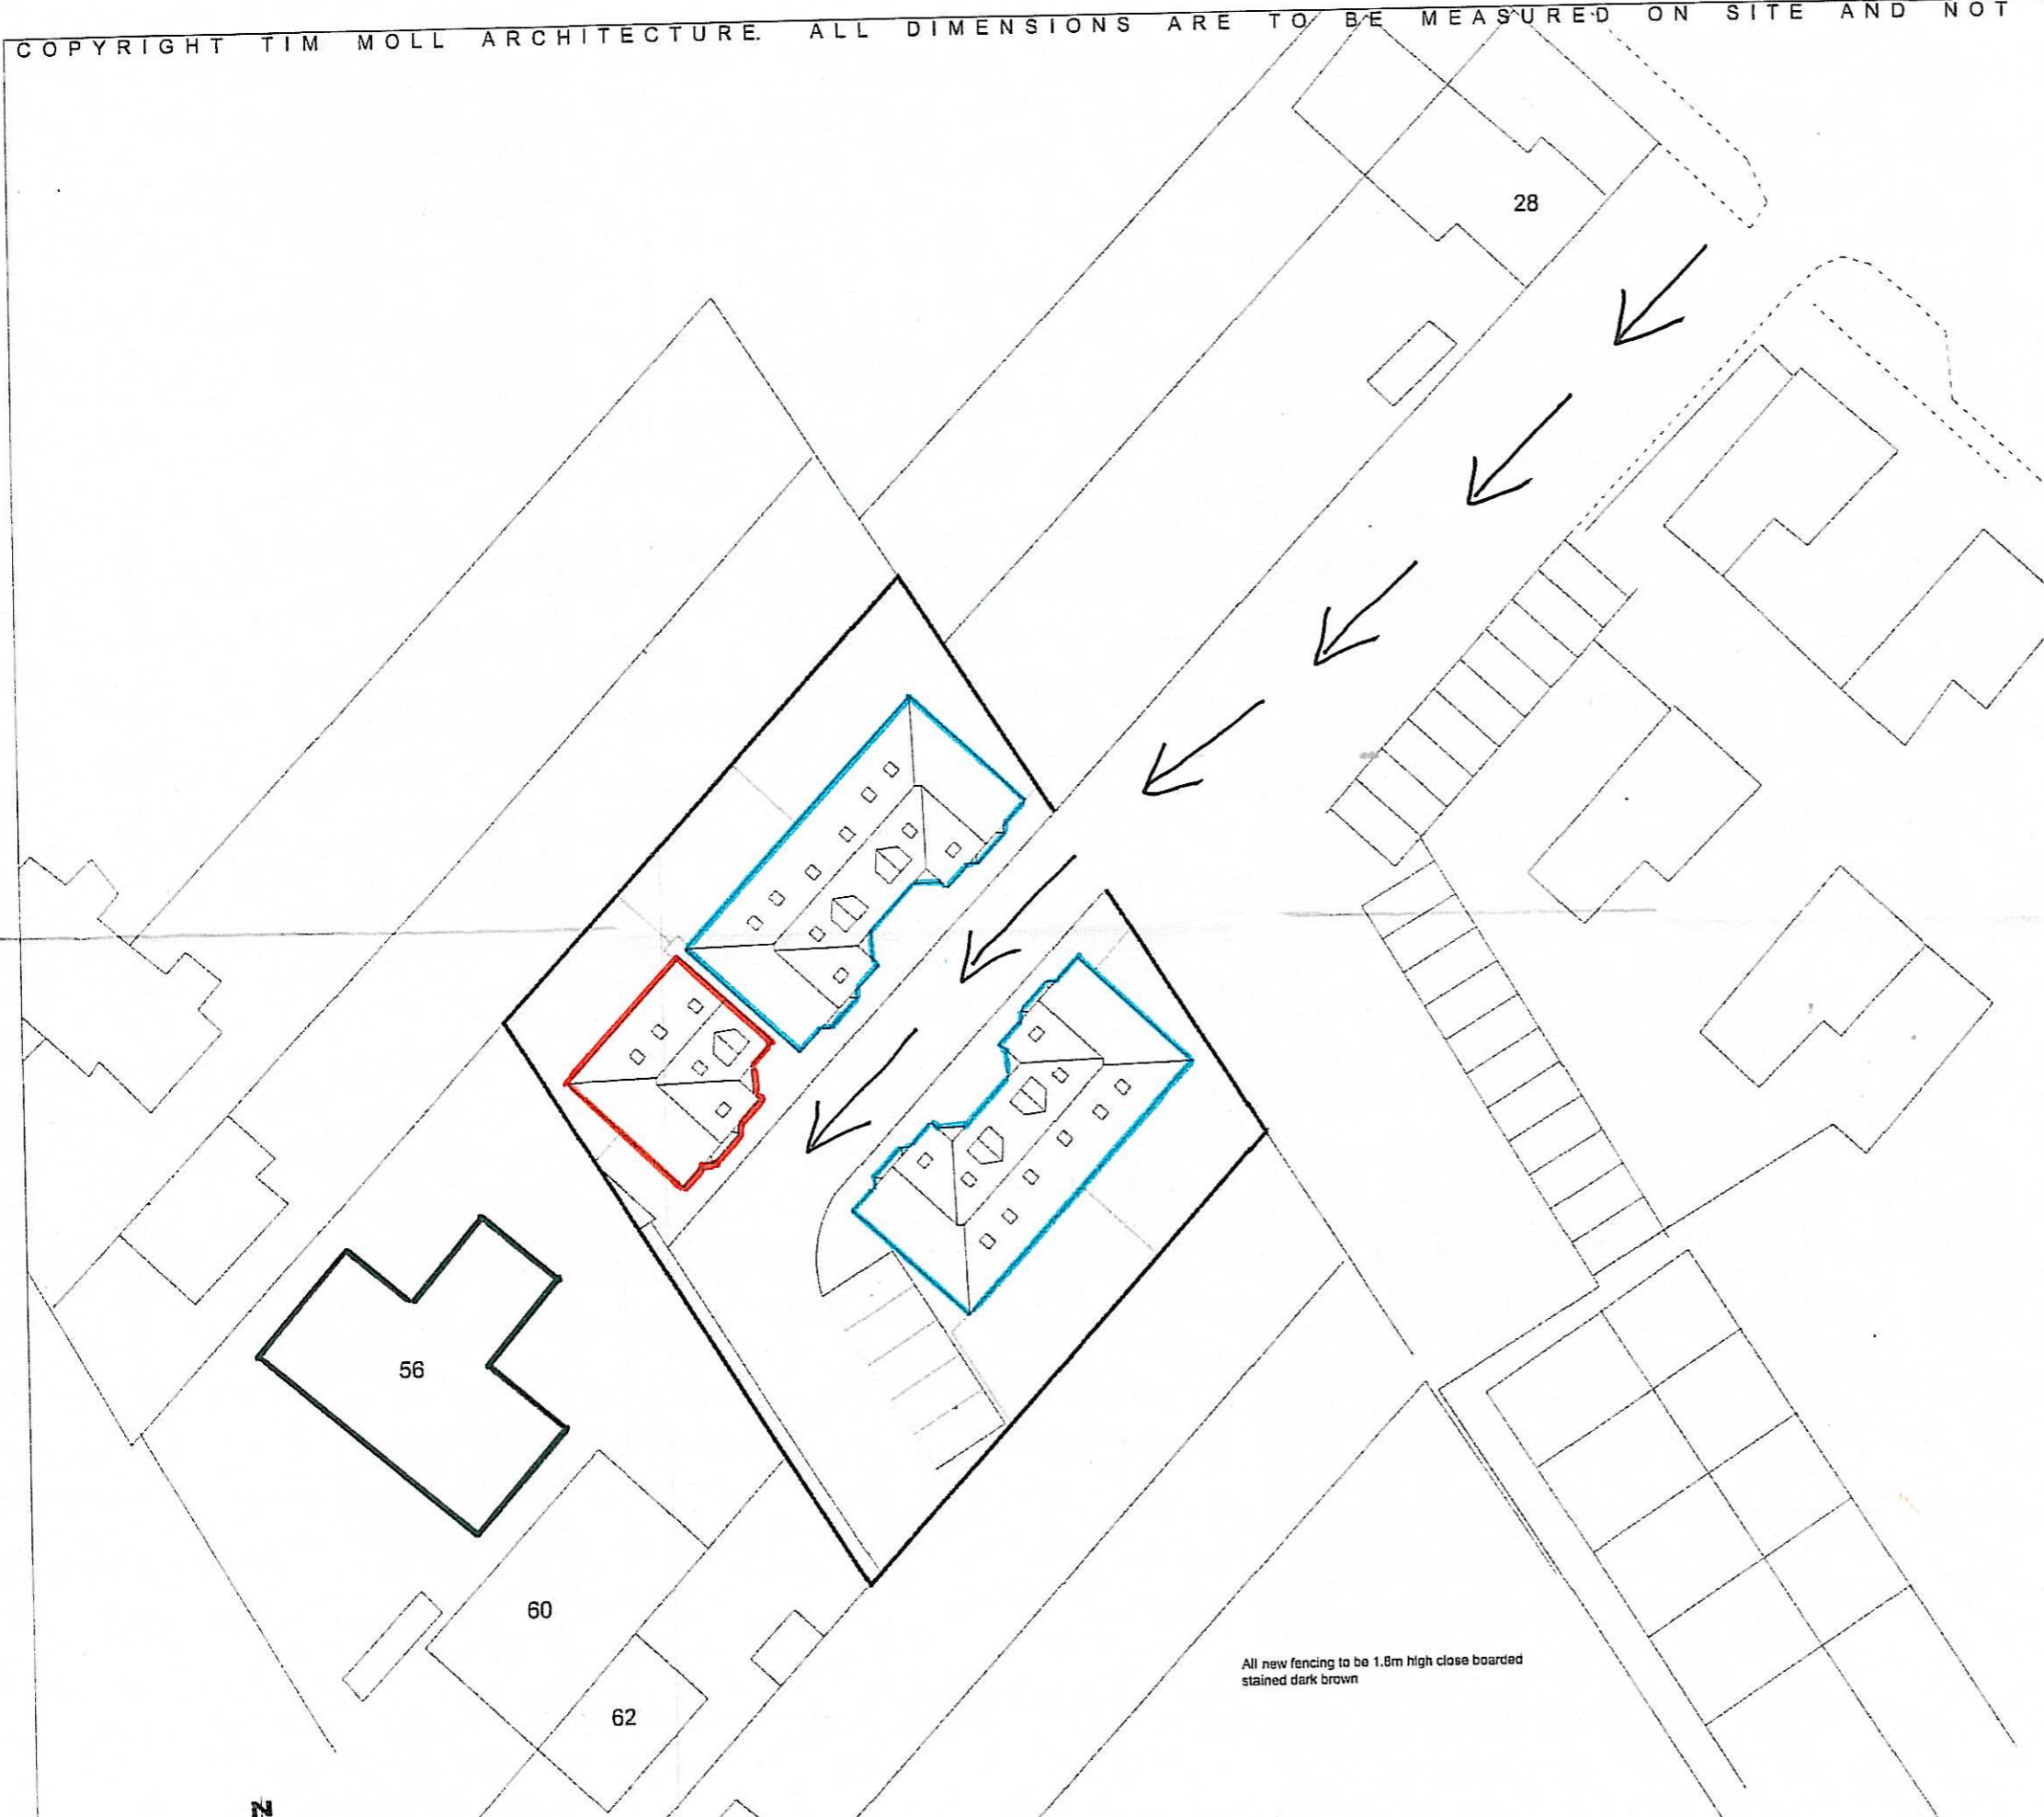 COPYRIGHT TIM MOLL ARCHITECTURE. ALL DIMENSIONS ARE TO BE MEASURED ON SITE AND NOT
28
56
60
All new fencing to be 1.8m high close boarded
stained dark brown
62
N